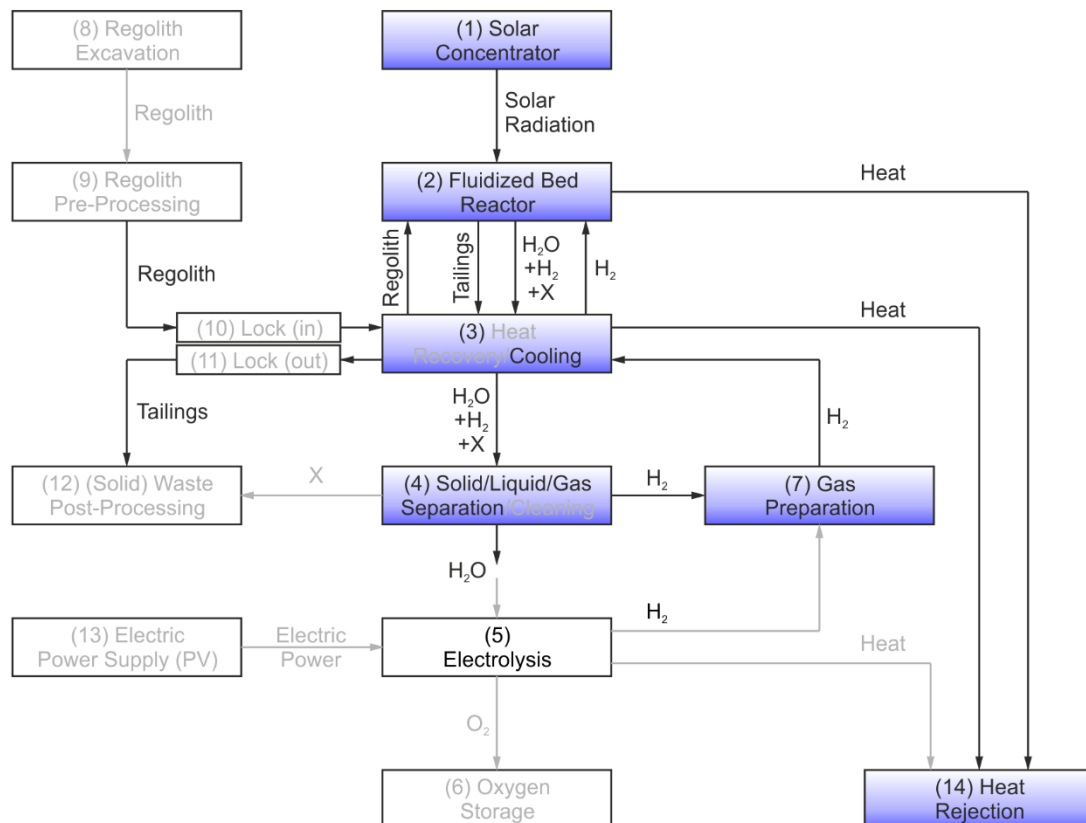 (8) Regolith
Excavation
(1) Solar
Concentrator
Regolith
Solar
Radiation
(9) Regolith
Pre-Processing
(2) Fluidized Bed
Reactor
Heat
Regolith
Regolith
Tailings
H₂O
+H₂
+X
H₂
(10) Lock (in)
(3) Heat
Recovery/Cooling
Heat
(11) Lock (out)
Tailings
H₂O
+H₂
+X
H₂
(12) (Solid) Waste
Post-Processing
X
(4) Solid/Liquid/Gas
Separation/Cleaning
H₂
(7) Gas
Preparation
H₂O
(13) Electric
Power Supply (PV)
Electric
Power
(5)
Electrolysis
H₂
Heat
O₂
(6) Oxygen
Storage
(14) Heat
Rejection